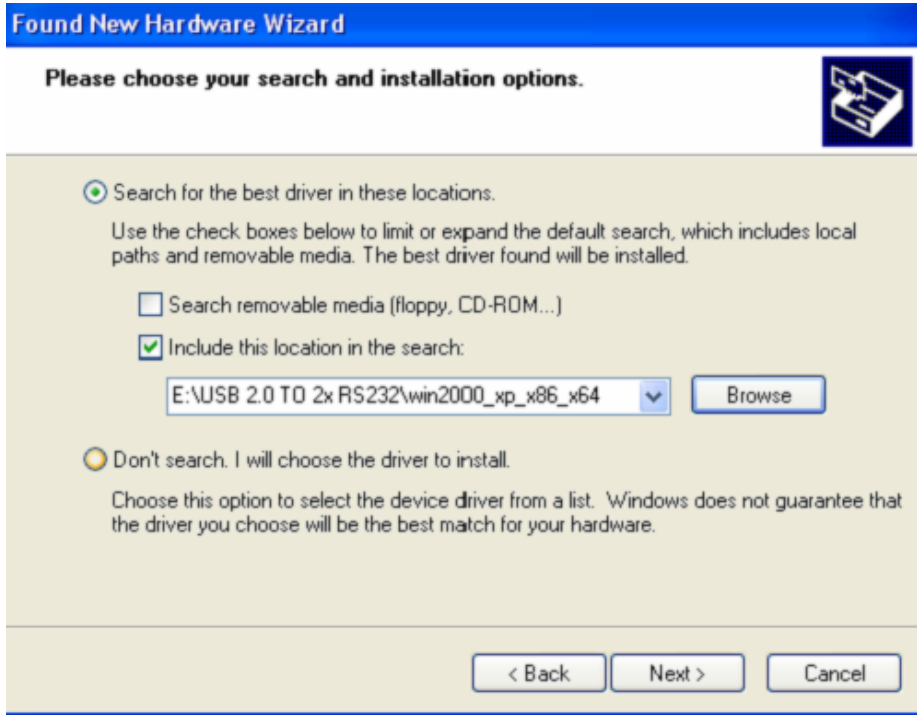 Found New Hardware Wizard
Please choose your search and installation options.
Search for the best driver in these locations.
Use the check boxes below to limit or expand the default search, which includes local
paths and removable media. The best driver found will be installed.
Search removable media (floppy, CD-ROM...)
Include this location in the search:
E:\USB 2.0 TO 2x RS232\win2000_xp_x86_x64
Browse
Don't search. I will choose the driver to install.
Choose this option to select the device driver from a list. Windows does not guarantee that
the driver you choose will be the best match for your hardware.
< Back Next > Cancel